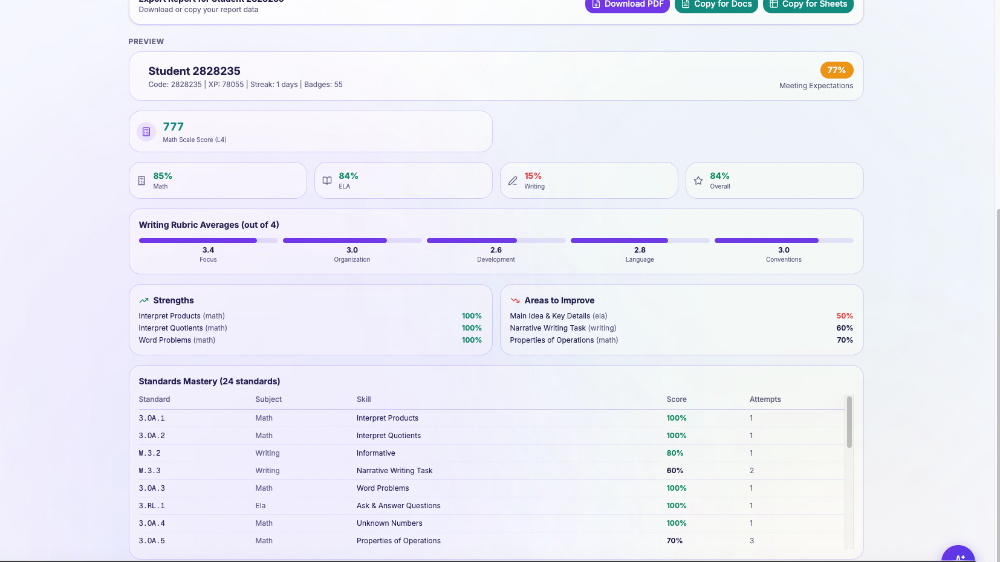 Export Report for Student 2828235
Download or copy your report data
Download PDF
Copy for Docs
Copy for Sheets
PREVIEW
Student 2828235
Code: 2828235 | XP: 78055 | Streak: 1 days | Badges: 55
77%
Meeting Expectations
777
Math Scale Score (L4)
85%
Math
84%
ELA
15%
Writing
84%
Overall
Writing Rubric Averages (out of 4)
3.4
Focus
3.0
Organization
2.6
Development
2.8
Language
3.0
Conventions
Strengths
Interpret Products (math) 100%
Interpret Quotients (math) 100%
Word Problems (math) 100%
Areas to Improve
Main Idea & Key Details (ela) 50%
Narrative Writing Task (writing) 60%
Properties of Operations (math) 70%
Standards Mastery (24 standards)
Standard Subject Skill Score Attempts
3.OA.1 Math Interpret Products 100% 1
3.OA.2 Math Interpret Quotients 100% 1
W.3.2 Writing Informative 80% 1
W.3.3 Writing Narrative Writing Task 60% 2
3.OA.3 Math Word Problems 100% 1
3.RL.1 Ela Ask & Answer Questions 100% 1
3.OA.4 Math Unknown Numbers 100% 1
3.OA.5 Math Properties of Operations 70% 3